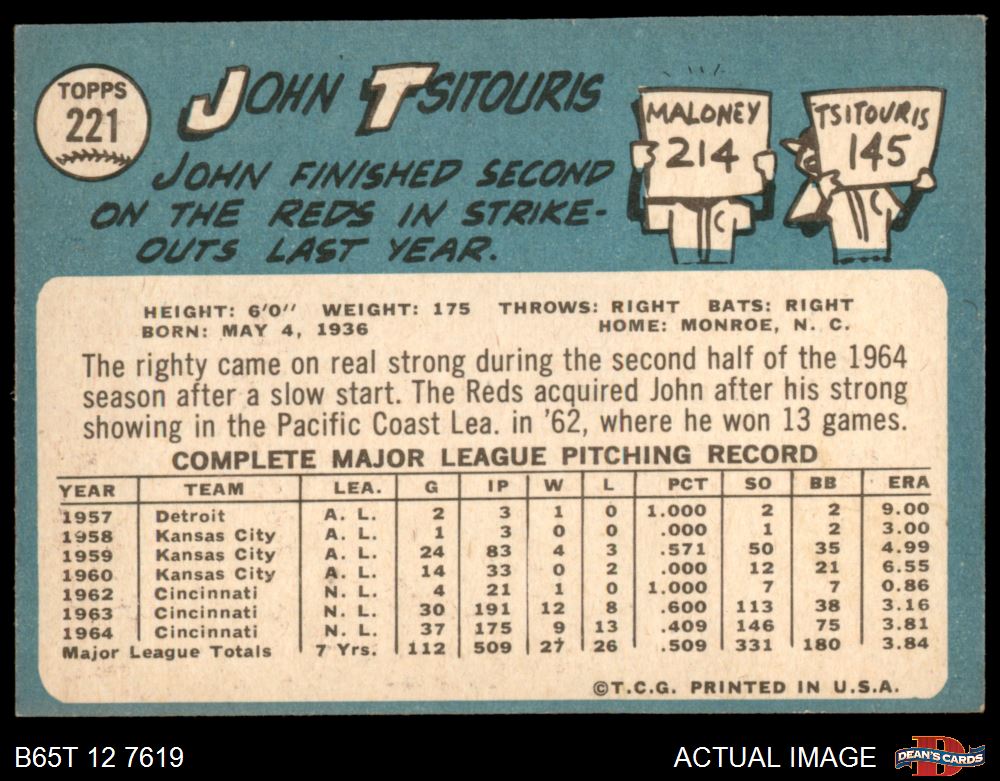 TOPPS
221
JOHN TSITOURIS
JOHN FINISHED SECOND
ON THE REDS IN STRIKE-
OUTS LAST YEAR.
MALONEY
214
TSITOURIS
145
C
C
HEIGHT: 6'0" WEIGHT: 175 THROWS: RIGHT BATS: RIGHT
BORN: MAY 4, 1936 HOME: MONROE, N. C.
The righty came on real strong during the second half of the 1964
season after a slow start. The Reds acquired John after his strong
showing in the Pacific Coast Lea. in '62, where he won 13 games.
COMPLETE MAJOR LEAGUE PITCHING RECORD
YEAR TEAM LEA. G IP W L PCT SO BB ERA
1957 Detroit A. L. 2 3 1 0 1.000 2 2 9.00
1958 Kansas City A. L. 1 3 0 0 .000 1 2 3.00
1959 Kansas City A. L. 24 83 4 3 .571 50 35 4.99
1960 Kansas City A. L. 14 33 0 2 .000 12 21 6.55
1962 Cincinnati N. L. 4 21 1 0 1.000 7 7 0.86
1963 Cincinnati N. L. 30 191 12 8 .600 113 38 3.16
1964 Cincinnati N. L. 37 175 9 13 .409 146 75 3.81
Major League Totals 7 Yrs. 112 509 27 26 .509 331 180 3.84
©T.C.G. PRINTED IN U.S.A.
B65T 12 7619 ACTUAL IMAGE
DEAN'S CARDS